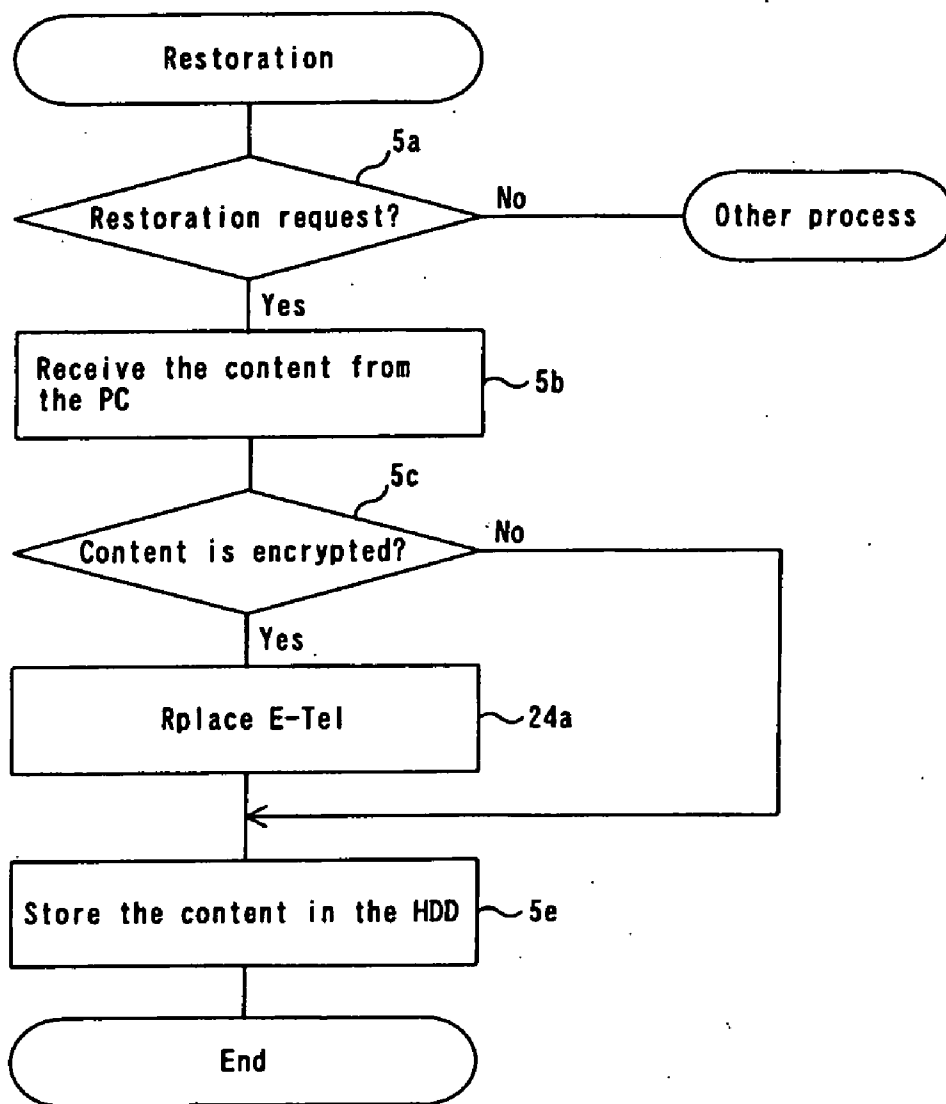 Restoration
5a
Restoration request?
No
Other process
Yes
Receive the content from
the PC
5b
5c
Content is encrypted?
No
Yes
Rplace E-Tel
24a
Store the content in the HDD
5e
End